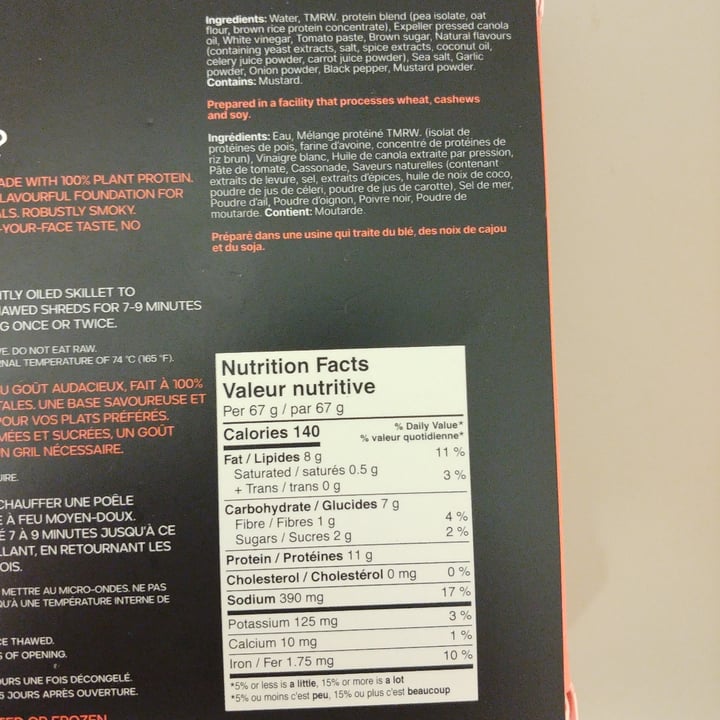 Ingredients: Water, TMRW. protein blend (pea isolate, oat
flour, brown rice protein concentrate), Expeller pressed canola
oil, White vinegar, Tomato paste, Brown sugar, Natural flavours
(containing yeast extracts, salt, spice extracts, coconut oil,
celery juice powder, carrot juice powder), Sea salt, Garlic
powder, Onion powder, Black pepper, Mustard powder.
Contains: Mustard.
Prepared in a facility that processes wheat, cashews
and soy.
Ingrédients: Eau, Mélange protéiné TMRW. (isolat de
protéines de pois, farine d'avoine, concentré de protéines de
riz brun), Vinaigre blanc, Huile de canola extraite par pression,
Pâte de tomate, Cassonade, Saveurs naturelles (contenant
extraits de levure, sel, extraits d'épices, huile de noix de coco,
poudre de jus de céleri, poudre de jus de carotte), Sel de mer,
Poudre d'ail, Poudre d'oignon, Poivre noir, Poudre de
moutarde. Contient: Moutarde.
Préparé dans une usine qui traite du blé, des noix de cajou
et du soja.
?
ADE WITH 100% PLANT PROTEIN.
LAVOURFUL FOUNDATION FOR
ALS. ROBUSTLY SMOKY.
-YOUR-FACE TASTE, NO
TLY OILED SKILLET TO
AWED SHREDS FOR 7-9 MINUTES
G ONCE OR TWICE.
E. DO NOT EAT RAW.
NAL TEMPERATURE OF 74 °C (165 °F).
U GOÛT AUDACIEUX, FAIT À 100%
TALES. UNE BASE SAVOUREUSE ET
POUR VOS PLATS PRÉFÉRÉS.
MÉES ET SUCRÉES, UN GOÛT
N GRIL NÉCESSAIRE.
IRE.
CHAUFFER UNE POÊLE
E À FEU MOYEN-DOUX.
É 7 À 9 MINUTES JUSQU'À CE
LLANT, EN RETOURNANT LES
OIS.
METTRE AU MICRO-ONDES. NE PAS
QU'À UNE TEMPÉRATURE INTERNE DE
CE THAWED.
S OF OPENING.
URS UNE FOIS DÉCONGELÉ.
5 JOURS APRÈS OUVERTURE.
TED OR FROZEN
Nutrition Facts
Valeur nutritive
Per 67 g / par 67 g
Calories 140
% Daily Value*
% valeur quotidienne*
Fat / Lipides 8 g 11 %
Saturated / saturés 0.5 g
+ Trans / trans 0 g 3 %
Carbohydrate / Glucides 7 g
Fibre / Fibres 1 g 4 %
Sugars / Sucres 2 g 2 %
Protein / Protéines 11 g
Cholesterol / Cholestérol 0 mg 0 %
Sodium 390 mg 17 %
Potassium 125 mg 3 %
Calcium 10 mg 1 %
Iron / Fer 1.75 mg 10 %
*5% or less is a little, 15% or more is a lot
*5% ou moins c'est peu, 15% ou plus c'est beaucoup